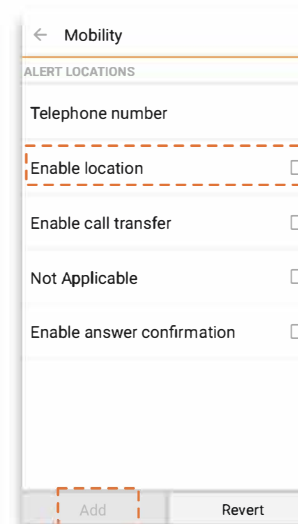 Mobility
ALERT LOCATIONS
Telephone number
Enable location
Enable call transfer
Not Applicable
Enable answer confirmation
Add
Revert